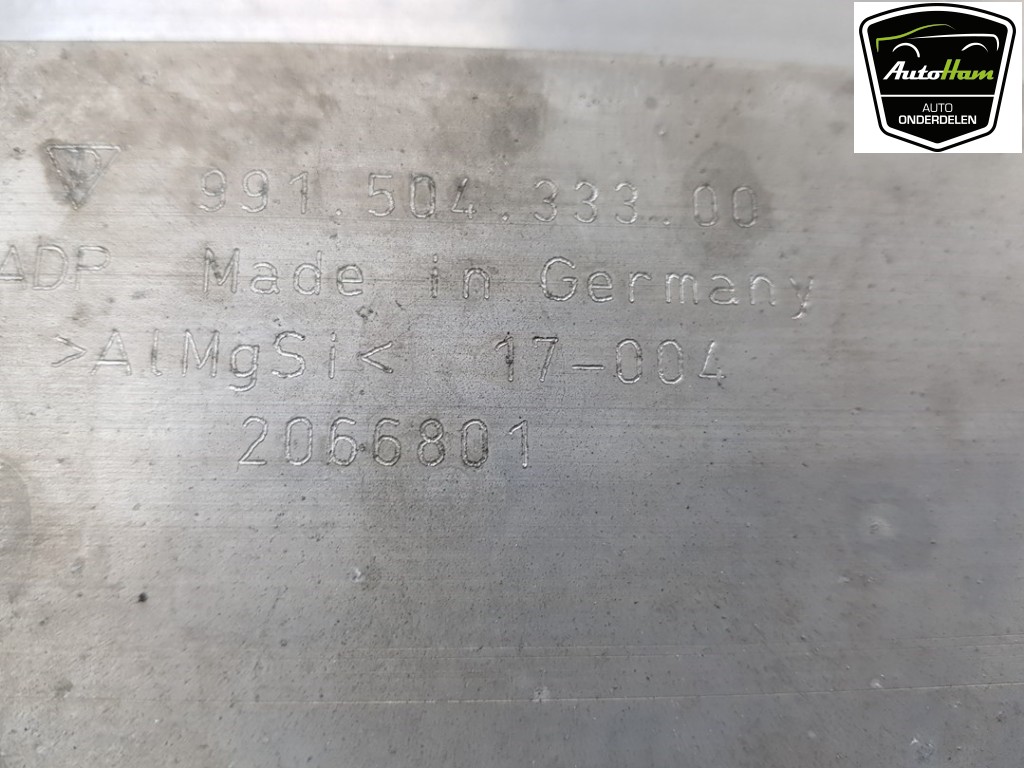 991.504.333.00
ADP Made in Germany
>AlMgSi< 17-004
2066801
AutoHam
AUTO
ONDERDELEN